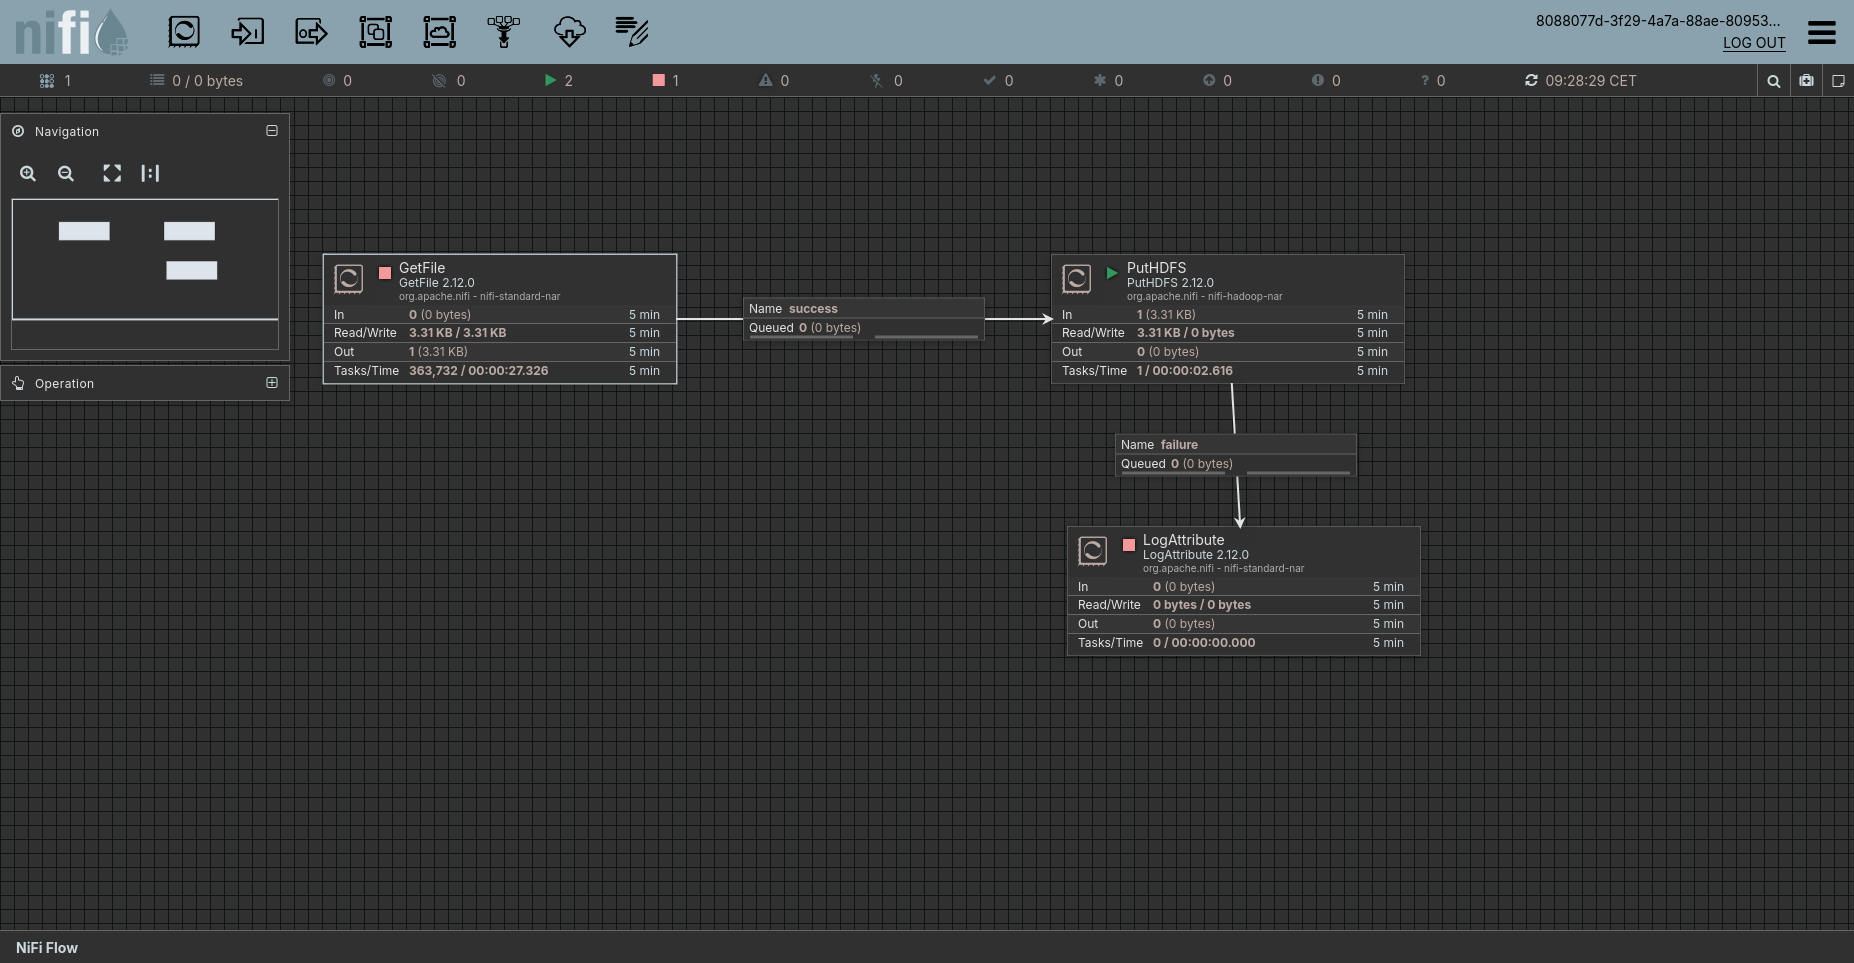 nifi
8088077d-3f29-4a7a-88ae-80953...
LOG OUT
1
0 / 0 bytes
0
0
2
1
0
0
0
0
0
0
0
09:28:29 CET
Navigation
Operation
GetFile
GetFile 2.12.0
org.apache.nifi - nifi-standard-nar
In 0 (0 bytes) 5 min
Read/Write 3.31 KB / 3.31 KB 5 min
Out 1 (3.31 KB) 5 min
Tasks/Time 363,732 / 00:00:27.326 5 min
Name success
Queued 0 (0 bytes)
PutHDFS
PutHDFS 2.12.0
org.apache.nifi - nifi-hadoop-nar
In 1 (3.31 KB) 5 min
Read/Write 3.31 KB / 0 bytes 5 min
Out 0 (0 bytes) 5 min
Tasks/Time 1 / 00:00:02.616 5 min
Name failure
Queued 0 (0 bytes)
LogAttribute
LogAttribute 2.12.0
org.apache.nifi - nifi-standard-nar
In 0 (0 bytes) 5 min
Read/Write 0 bytes / 0 bytes 5 min
Out 0 (0 bytes) 5 min
Tasks/Time 0 / 00:00:00.000 5 min
NiFi Flow